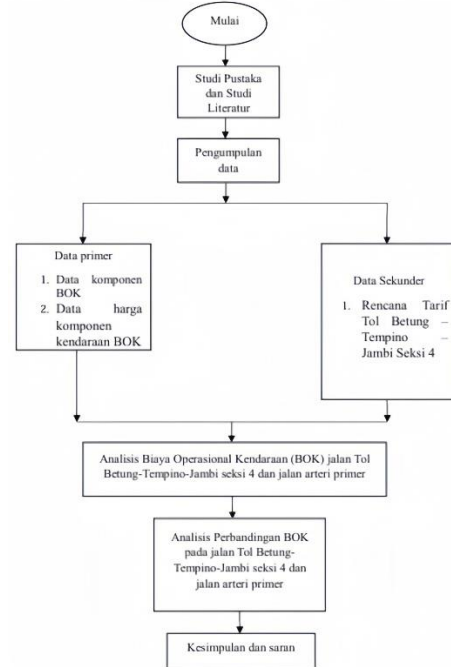 Mulai
Studi Pustaka
dan Studi
Literatur
Pengumpulan
data
Data primer
1. Data komponen
BOK
2. Data harga
komponen
kendaraan BOK
Data Sekunder
1. Rencana Tarif
Tol Betung –
Tempino –
Jambi Seksi 4
Analisis Biaya Operasional Kendaraan (BOK) jalan Tol
Betung-Tempino-Jambi seksi 4 dan jalan arteri primer
Analisis Perbandingan BOK
pada jalan Tol Betung-
Tempino-Jambi seksi 4 dan
jalan arteri primer
Kesimpulan dan saran